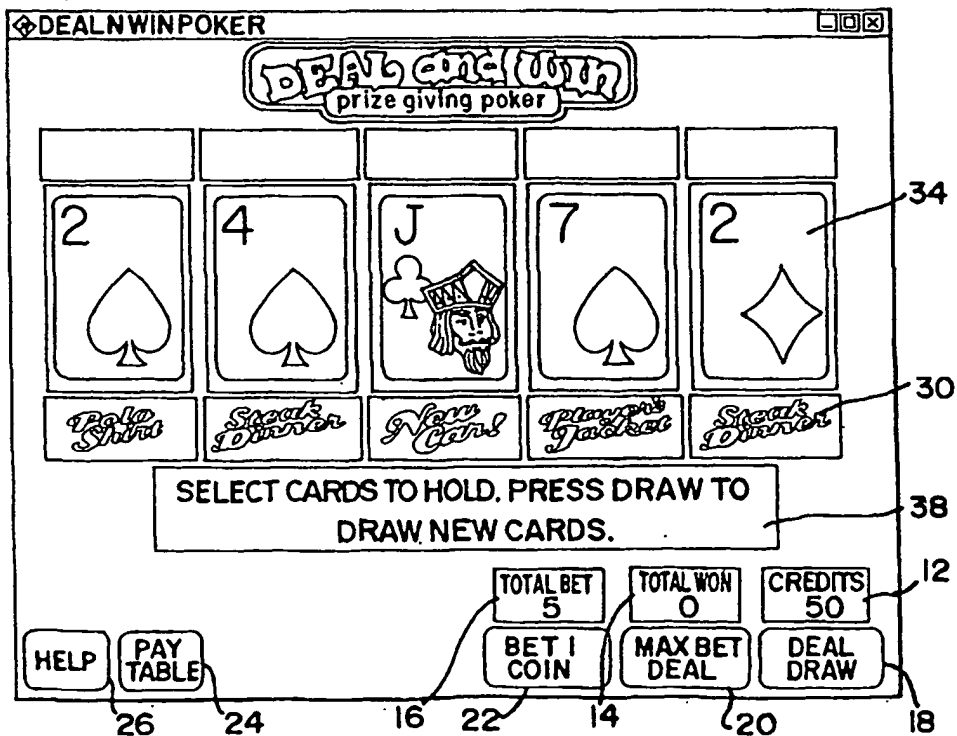 DEALNWINPOKER
DEAL and WIN
prize giving poker
2 4 J 7 2
34
Polo Shirt
Steak Dinner
New Car!
Player's Jacket
Steak Dinner
30
SELECT CARDS TO HOLD. PRESS DRAW TO
DRAW NEW CARDS.
38
TOTAL BET
5
TOTAL WON
0
CREDITS
50
12
HELP
PAY
TABLE
BET 1
COIN
MAX BET
DEAL
DEAL
DRAW
26 24 16 22 14 20 18